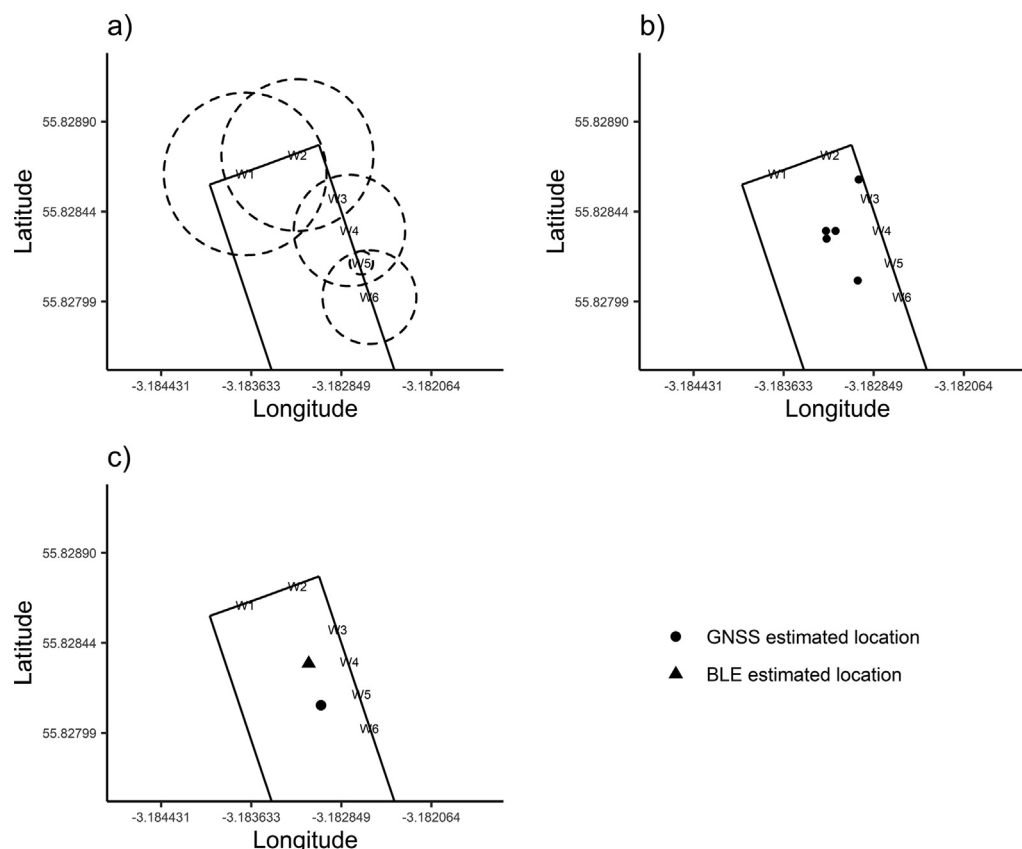 a)
Latitude
55.82890
55.82844
55.82799
W1
W2
W3
W4
W5
W6
-3.184431 -3.183633 -3.182849 -3.182064
Longitude
b)
Latitude
55.82890
55.82844
55.82799
W1
W2
W3
W4
W5
W6
-3.184431 -3.183633 -3.182849 -3.182064
Longitude
c)
Latitude
55.82890
55.82844
55.82799
W1
W2
W3
W4
W5
W6
-3.184431 -3.183633 -3.182849 -3.182064
Longitude
GNSS estimated location
BLE estimated location